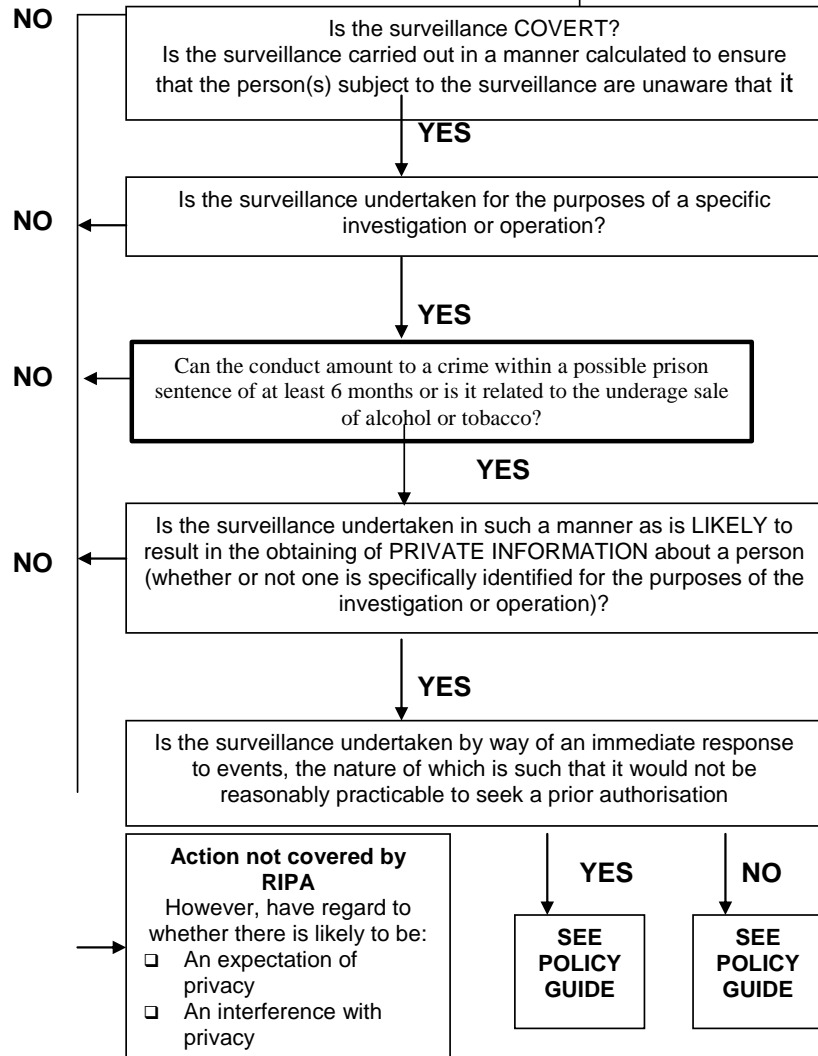 NO
Is the surveillance COVERT?
Is the surveillance carried out in a manner calculated to ensure
that the person(s) subject to the surveillance are unaware that it
YES
Is the surveillance undertaken for the purposes of a specific
investigation or operation?
NO
YES
Can the conduct amount to a crime within a possible prison
sentence of at least 6 months or is it related to the underage sale
of alcohol or tobacco?
NO
YES
Is the surveillance undertaken in such a manner as is LIKELY to
result in the obtaining of PRIVATE INFORMATION about a person
(whether or not one is specifically identified for the purposes of the
investigation or operation)?
NO
YES
Is the surveillance undertaken by way of an immediate response
to events, the nature of which is such that it would not be
reasonably practicable to seek a prior authorisation
Action not covered by
RIPA
However, have regard to
whether there is likely to be:
❑ An expectation of
privacy
❑ An interference with
privacy
YES
NO
SEE
POLICY
GUIDE
SEE
POLICY
GUIDE